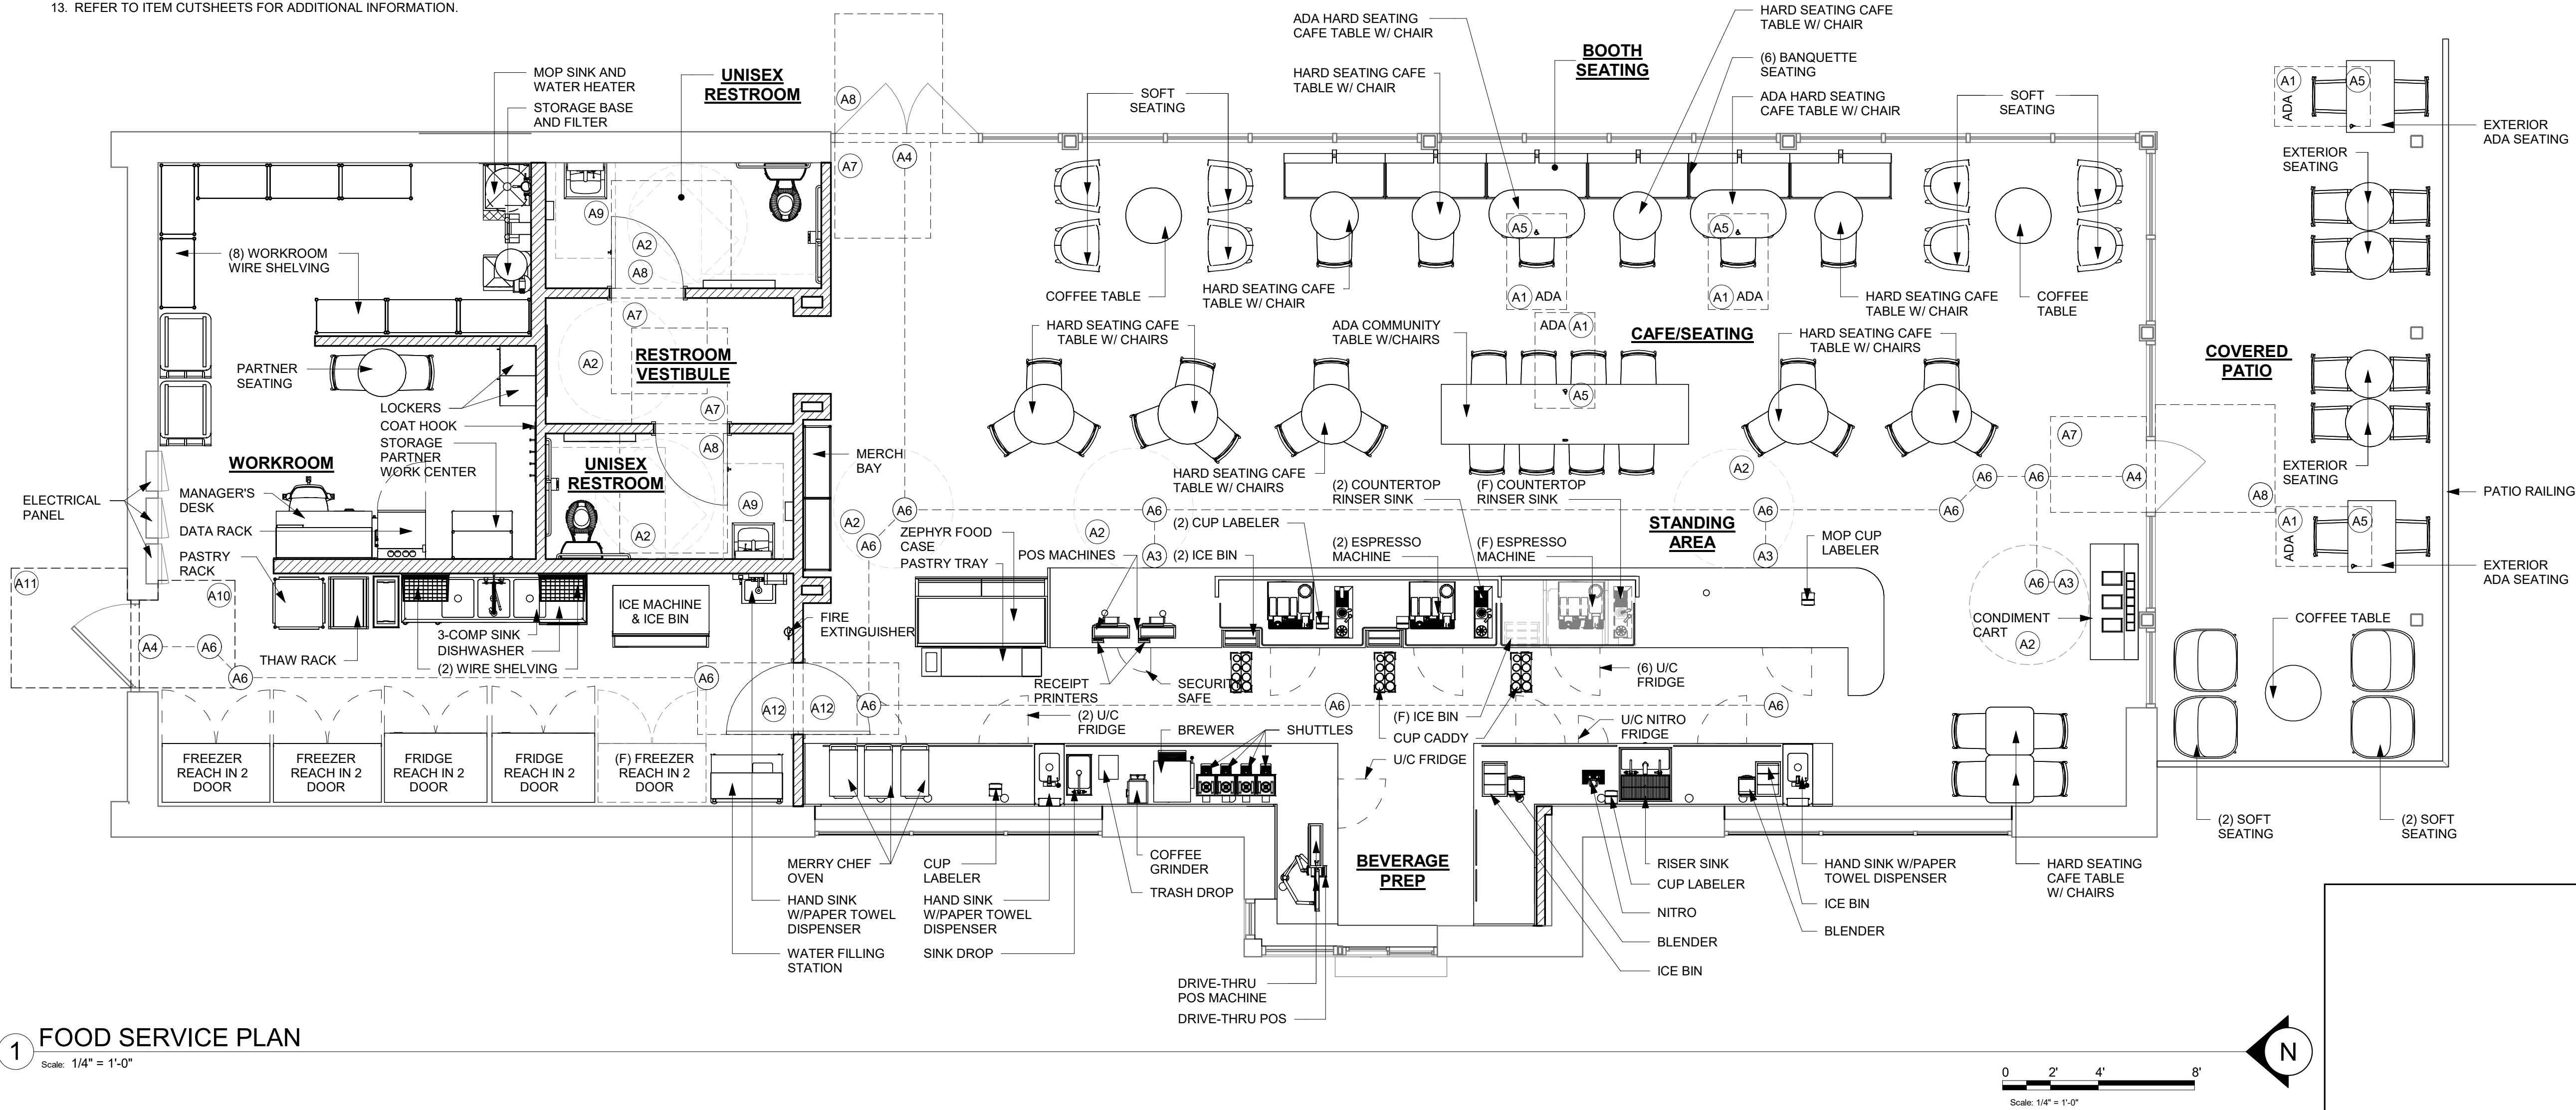 13. REFER TO ITEM CUTSHEETS FOR ADDITIONAL INFORMATION.
MOP SINK AND
WATER HEATER
STORAGE BASE
AND FILTER
UNISEX
RESTROOM
A8
SOFT
SEATING
ADA HARD SEATING
CAFE TABLE W/ CHAIR
HARD SEATING CAFE
TABLE W/ CHAIR
BOOTH
SEATING
HARD SEATING CAFE
TABLE W/ CHAIR
(6) BANQUETTE
SEATING
ADA HARD SEATING
CAFE TABLE W/ CHAIR
SOFT
SEATING
A1
ADA
A5
EXTERIOR
ADA SEATING
EXTERIOR
SEATING
A7
A4
A9
A2
A8
A5
A5
(8) WORKROOM
WIRE SHELVING
COFFEE TABLE
HARD SEATING CAFE
TABLE W/ CHAIR
A1 ADA
A1 ADA
HARD SEATING CAFE
TABLE W/ CHAIR
COFFEE
TABLE
A7
A2
RESTROOM
VESTIBULE
A7
HARD SEATING CAFE
TABLE W/ CHAIRS
ADA COMMUNITY
TABLE W/CHAIRS
ADA A1
A5
CAFE/SEATING
HARD SEATING CAFE
TABLE W/ CHAIRS
COVERED
PATIO
PARTNER
SEATING
LOCKERS
COAT HOOK
STORAGE
PARTNER
WORK CENTER
WORKROOM
UNISEX
RESTROOM
A8
A9
A2
MERCH
BAY
HARD SEATING CAFE
TABLE W/ CHAIRS
A2
A7
A6
A6
A4
A8
EXTERIOR
SEATING
PATIO RAILING
ELECTRICAL
PANEL
MANAGER'S
DESK
DATA RACK
PASTRY
RACK
A2
A6
A6
ZEPHYR FOOD
CASE
PASTRY TRAY
A2
POS MACHINES
A6
A3
(2) COUNTERTOP
RINSER SINK
(F) COUNTERTOP
RINSER SINK
(2) CUP LABELER
(2) ICE BIN
(2) ESPRESSO
MACHINE
(F) ESPRESSO
MACHINE
STANDING
AREA
A6
A3
A6
MOP CUP
LABELER
A1
ADA
A5
EXTERIOR
ADA SEATING
A6
A3
CONDIMENT
CART
A2
COFFEE TABLE
A11
A10
A4
A6
A6
THAW RACK
3-COMP SINK
DISHWASHER
(2) WIRE SHELVING
ICE MACHINE
& ICE BIN
FIRE
EXTINGUISHER
A6
A12
A12
A6
RECEIPT
PRINTERS
SECURITY
SAFE
(2) U/C
FRIDGE
A6
(F) ICE BIN
CUP CADDY
U/C FRIDGE
(6) U/C
FRIDGE
U/C NITRO
FRIDGE
A6
BREWER
SHUTTLES
FREEZER
REACH IN 2
DOOR
FREEZER
REACH IN 2
DOOR
FRIDGE
REACH IN 2
DOOR
FRIDGE
REACH IN 2
DOOR
(F) FREEZER
REACH IN 2
DOOR
MERRY CHEF
OVEN
HAND SINK
W/PAPER TOWEL
DISPENSER
WATER FILLING
STATION
CUP
LABELER
HAND SINK
W/PAPER TOWEL
DISPENSER
SINK DROP
COFFEE
GRINDER
TRASH DROP
DRIVE-THRU
POS MACHINE
DRIVE-THRU POS
BEVERAGE
PREP
RISER SINK
CUP LABELER
NITRO
BLENDER
ICE BIN
HAND SINK W/PAPER
TOWEL DISPENSER
ICE BIN
BLENDER
HARD SEATING
CAFE TABLE
W/ CHAIRS
(2) SOFT
SEATING
(2) SOFT
SEATING
1
FOOD SERVICE PLAN
Scale: 1/4" = 1'-0"
N
0 2' 4' 8'
Scale: 1/4" = 1'-0"